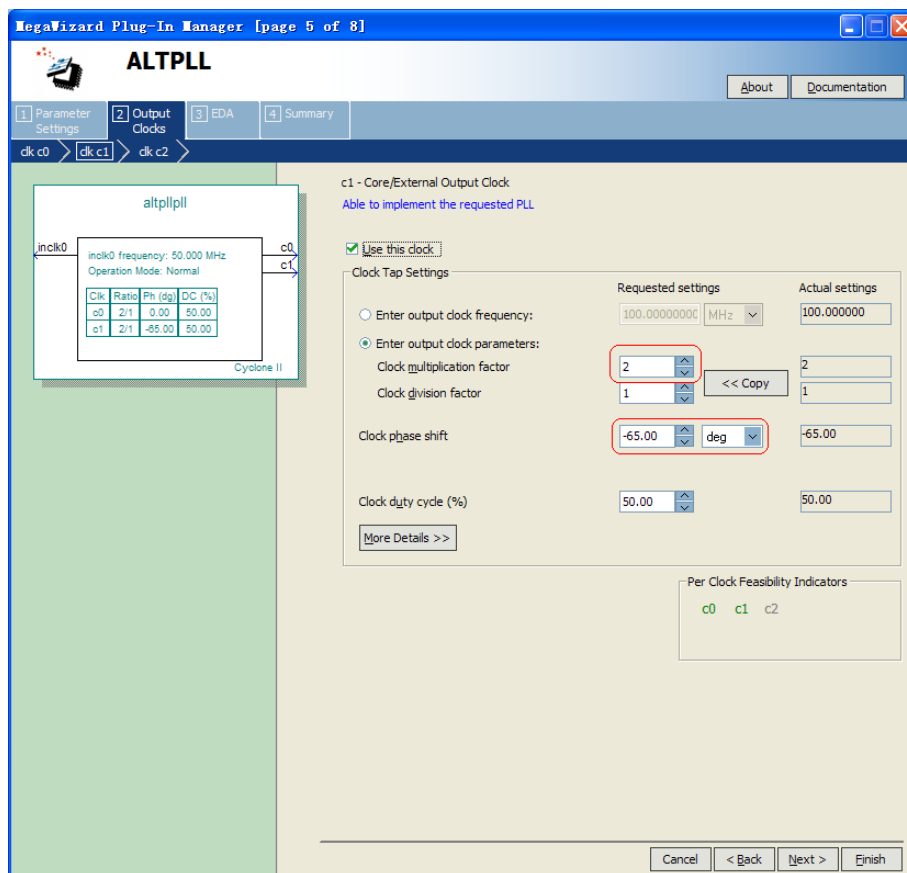 MegaWizard Plug-In Manager [page 5 of 8]
ALTPLL
About
Documentation
1 Parameter Settings
2 Output Clocks
3 EDA
4 Summary
clk c0
clk c1
clk c2
altpllpll
inclk0
c0
c1
inclk0 frequency: 50.000 MHz
Operation Mode: Normal
Clk Ratio Ph (dg) DC (%)
c0 2/1 0.00 50.00
c1 2/1 -65.00 50.00
Cyclone II
c1 - Core/External Output Clock
Able to implement the requested PLL
Use this clock
Clock Tap Settings
Requested settings
Actual settings
Enter output clock frequency:
100.00000000 MHz
100.000000
Enter output clock parameters:
Clock multiplication factor
2
2
<< Copy
Clock division factor
1
1
Clock phase shift
-65.00
deg
-65.00
Clock duty cycle (%)
50.00
50.00
More Details >>
Per Clock Feasibility Indicators
c0 c1 c2
Cancel
< Back
Next >
Finish